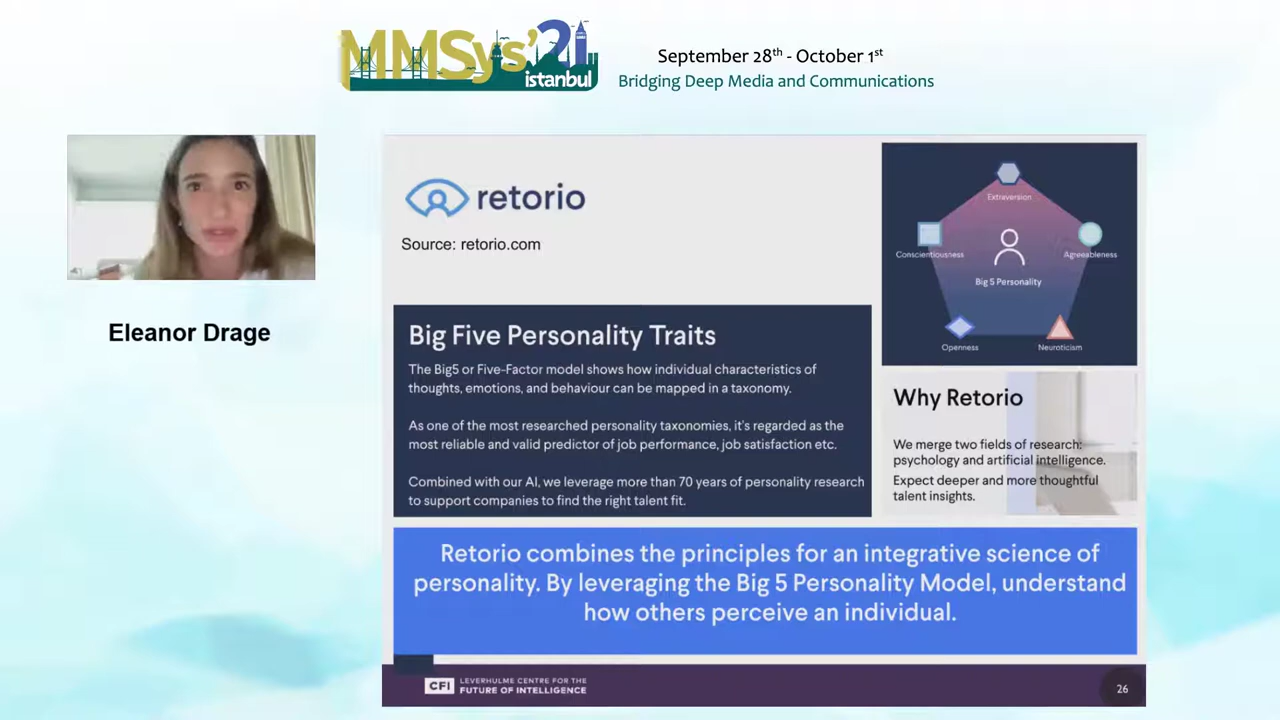 MMSys'21
istanbul
September 28th - October 1st
Bridging Deep Media and Communications
Eleanor Drage
retorio
Source: retorio.com
Extraversion
Conscientiousness
Agreeableness
Big 5 Personality
Openness
Neuroticism
Big Five Personality Traits
The Big5 or Five-Factor model shows how individual characteristics of
thoughts, emotions, and behaviour can be mapped in a taxonomy.
As one of the most researched personality taxonomies, it's regarded as the
most reliable and valid predictor of job performance, job satisfaction etc.
Combined with our AI, we leverage more than 70 years of personality research
to support companies to find the right talent fit.
Why Retorio
We merge two fields of research:
psychology and artificial intelligence.
Expect deeper and more thoughtful
talent insights.
Retorio combines the principles for an integrative science of
personality. By leveraging the Big 5 Personality Model, understand
how others perceive an individual.
CFI
LEVERHULME CENTRE FOR THE
FUTURE OF INTELLIGENCE
26